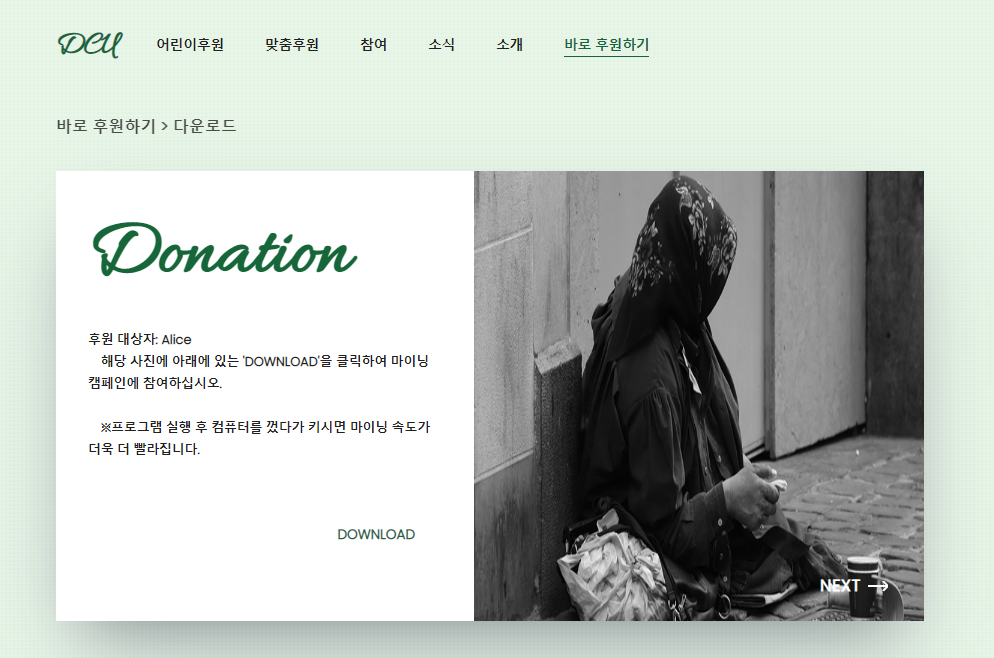 DCU 어린이후원 맞춤후원 참여 소식 소개 바로 후원하기
바로 후원하기 > 다운로드
Donation
후원 대상자: Alice
해당 사진에 아래에 있는 'DOWNLOAD'을 클릭하여 마이닝
캠페인에 참여하십시오.
※프로그램 실행 후 컴퓨터를 껐다가 키시면 마이닝 속도가
더욱 더 빨라집니다.
DOWNLOAD
NEXT →